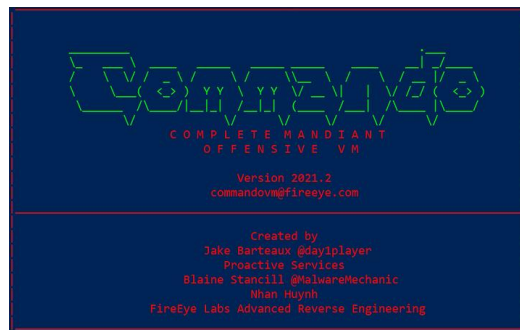 Commando
COMPLETE MANDIANT
OFFENSIVE VM
Version 2021.2
commandovm@fireeye.com
Created by
Jake Barteaux @day1player
Proactive Services
Blaine Stancill @MalwareMechanic
Nhan Huynh
FireEye Labs Advanced Reverse Engineering